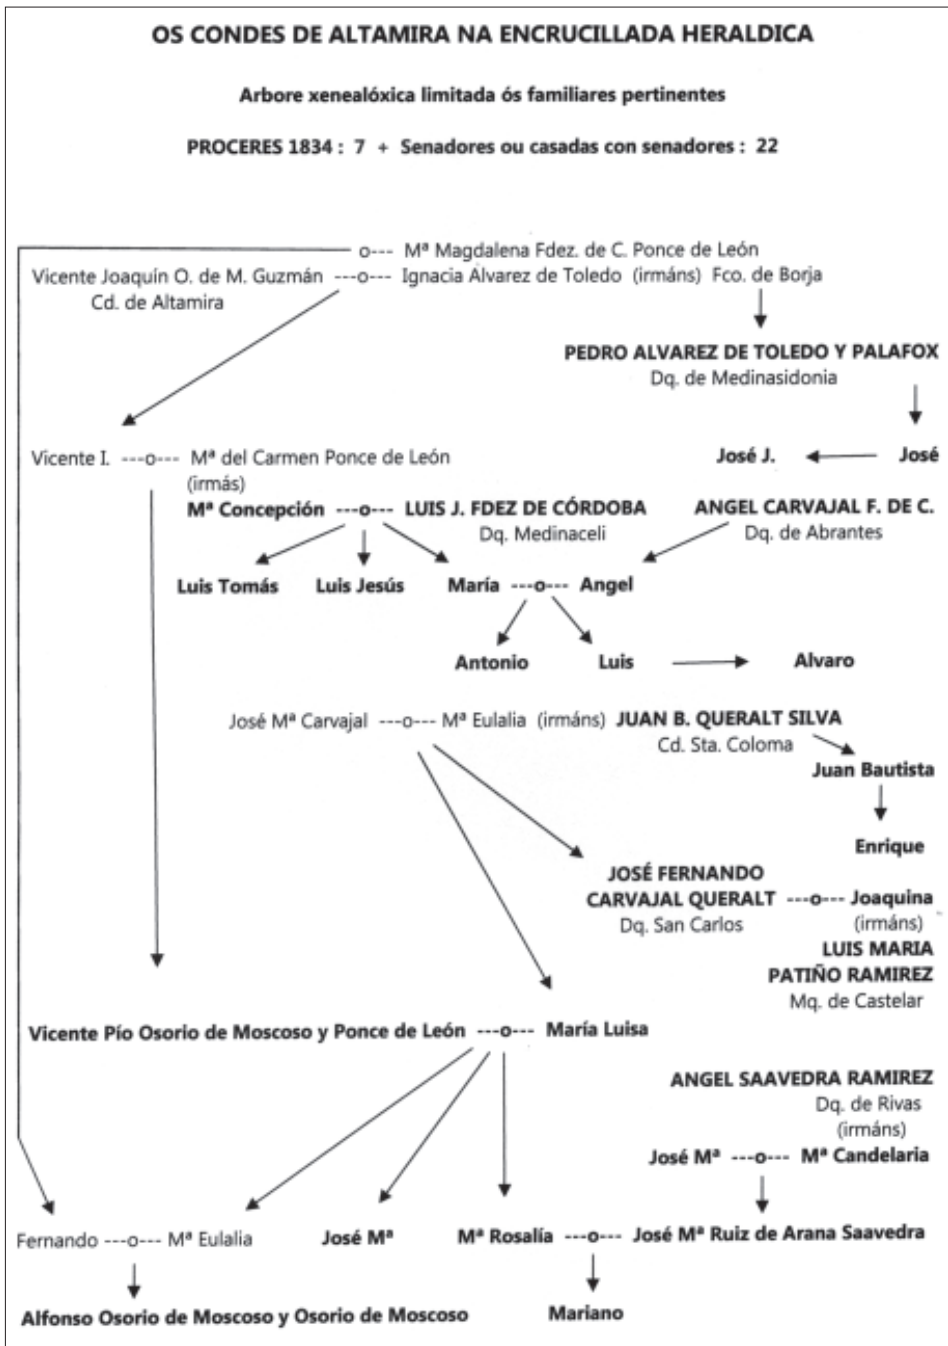 OS CONDES DE ALTAMIRA NA ENCRUCILLADA HERALDICA
Arbore xenealóxica limitada ós familiares pertinentes
PROCERES 1834 : 7 + Senadores ou casadas con senadores : 22
o--- Mª Magdalena Fdez. de C. Ponce de León
Vicente Joaquín O. de M. Guzmán ---o--- Ignacia Alvarez de Toledo (irmáns) Fco. de Borja
Cd. de Altamira
PEDRO ALVAREZ DE TOLEDO Y PALAFOX
Dq. de Medinasidonia
Vicente I. ---o--- Mª del Carmen Ponce de León
José J. José
(irmás)
Mª Concepción ---o--- LUIS J. FDEZ DE CÓRDOBA ANGEL CARVAJAL F. DE C.
Dq. Medinaceli Dq. de Abrantes
Luis Tomás Luis Jesús María ---o--- Angel
Antonio Luis Alvaro
José Mª Carvajal ---o--- Mª Eulalia (irmáns) JUAN B. QUERALT SILVA
Cd. Sta. Coloma
Juan Bautista
Enrique
JOSÉ FERNANDO
CARVAJAL QUERALT ---o--- Joaquina
Dq. San Carlos (irmáns)
LUIS MARIA
PATIÑO RAMIREZ
Mq. de Castelar
Vicente Pío Osorio de Moscoso y Ponce de León ---o--- María Luisa
ANGEL SAAVEDRA RAMIREZ
Dq. de Rivas
(irmáns)
José Mª ---o--- Mª Candelaria
Fernando ---o--- Mª Eulalia José Mª Mª Rosalía ---o--- José Mª Ruiz de Arana Saavedra
Alfonso Osorio de Moscoso y Osorio de Moscoso Mariano